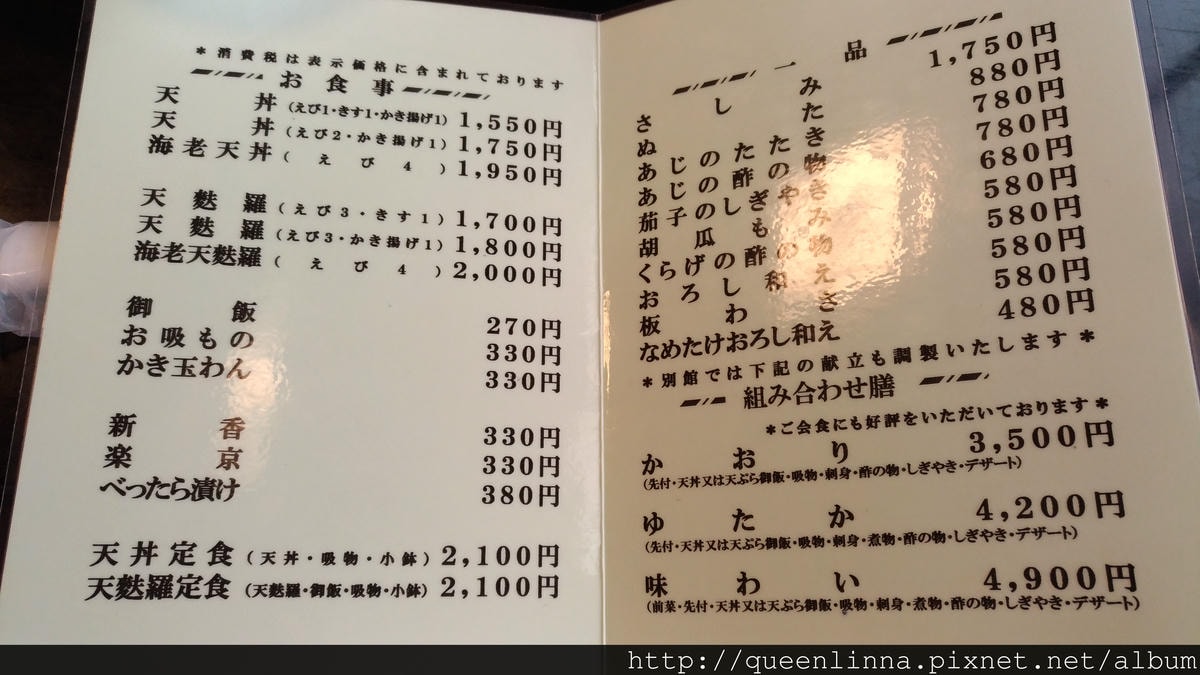 *消費税は表示価格に含まれております
お食事
天丼(えび1・きす1・かき揚げ1) 1,550円
天丼(えび2・かき揚げ1) 1,750円
海老天丼(えび4) 1,950円
天麩羅(えび3・きす1) 1,700円
天麩羅(えび3・かき揚げ1) 1,800円
海老天麩羅(えび4) 2,000円
御飯 270円
お吸もの 330円
かき玉わん 330円
新香 330円
楽京 330円
べったら漬け 380円
天丼定食(天丼・吸物・小鉢) 2,100円
天麩羅定食(天麩羅・御飯・吸物・小鉢) 2,100円
一品
さしみ 1,750円
ぬた 880円
あじのたたき 780円
あじの酢の物 780円
茄子のしぎやき 680円
胡瓜もみ 580円
くらげの酢の物 580円
おろし和え 580円
板わさ 580円
なめたけおろし和え 480円
*別館では下記の献立も調製いたします*
組み合わせ膳
*ご会食にも好評をいただいております*
かおり 3,500円
(先付・天丼又は天ぷら御飯・吸物・刺身・酢の物・しぎやき・デザート)
ゆたか 4,200円
(先付・天丼又は天ぷら御飯・吸物・刺身・煮物・酢の物・しぎやき・デザート)
味わい 4,900円
(前菜・先付・天丼又は天ぷら御飯・吸物・刺身・煮物・酢の物・しぎやき・デザート)
http://queenlinna.pixnet.net/album